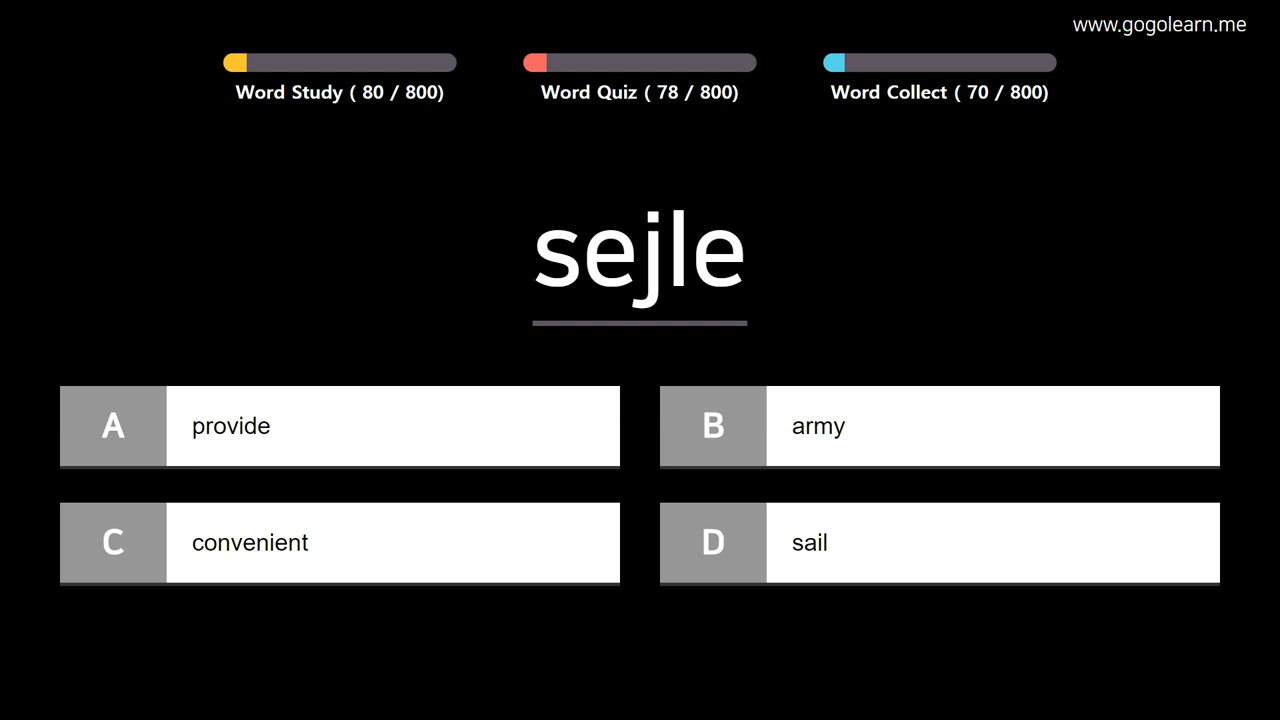 www.gogolearn.me
Word Study ( 80 / 800)
Word Quiz ( 78 / 800)
Word Collect ( 70 / 800)
sejle
A provide
B army
C convenient
D sail